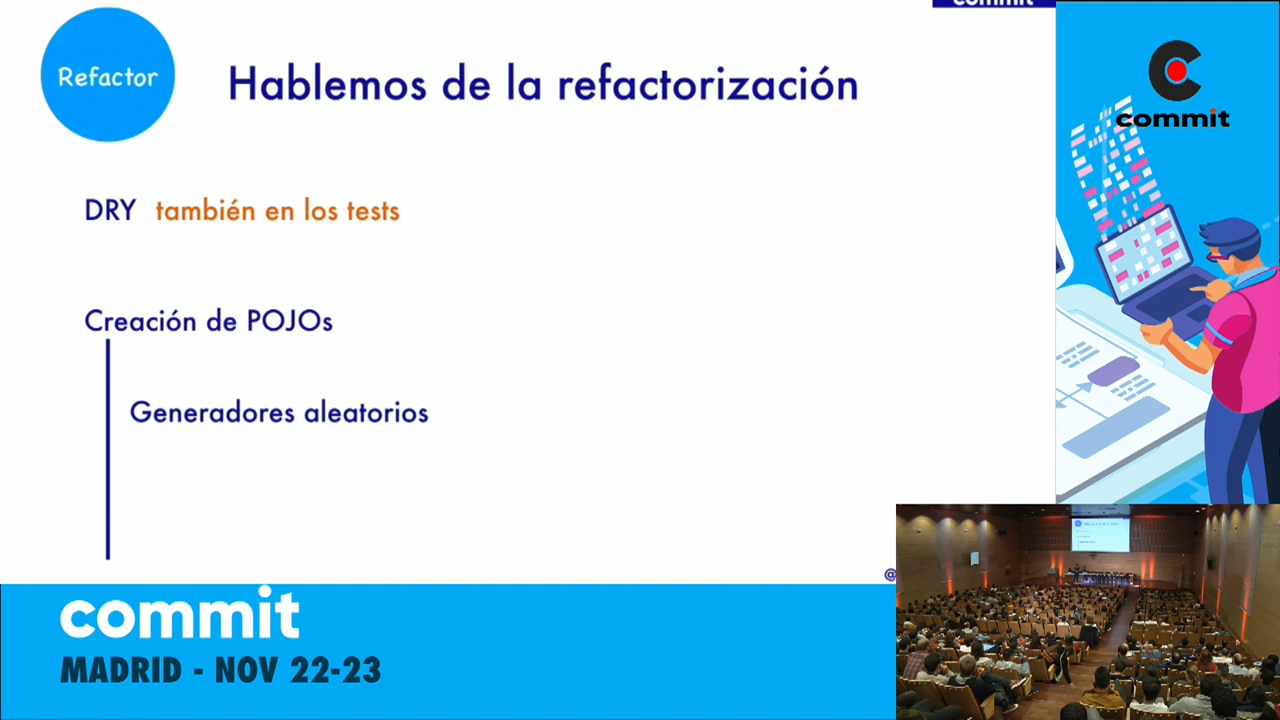 commit
Refactor
Hablemos de la refactorización
commit
DRY también en los tests
Creación de POJOs
Generadores aleatorios
@
commit
MADRID - NOV 22-23